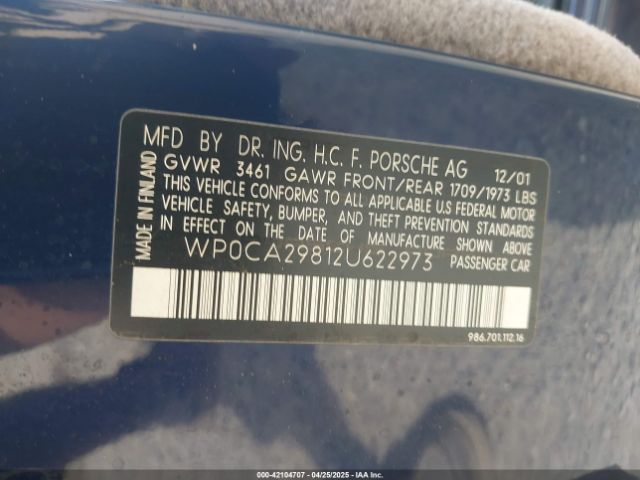 MFD BY DR. ING. H.C. F. PORSCHE AG 12/01
GVWR 3461 GAWR FRONT/REAR 1709/1973 LBS
THIS VEHICLE CONFORMS TO ALL APPLICABLE U.S. FEDERAL MOTOR
VEHICLE SAFETY, BUMPER, AND THEFT PREVENTION STANDARDS
IN EFFECT ON THE DATE OF MANUFACTURE SHOWN ABOVE
WP0CA29812U622973 PASSENGER CAR
MADE IN FINLAND
986.701.112.16
000-42104707 - 04/25/2025 - IAA Inc.